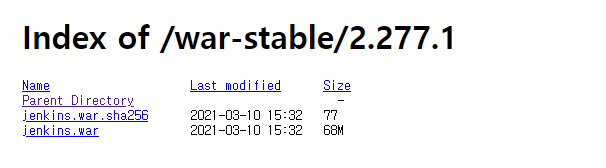 Index of /war-stable/2.277.1
Name Last modified Size
Parent Directory -
jenkins.war.sha256 2021-03-10 15:32 77
jenkins.war 2021-03-10 15:32 68M